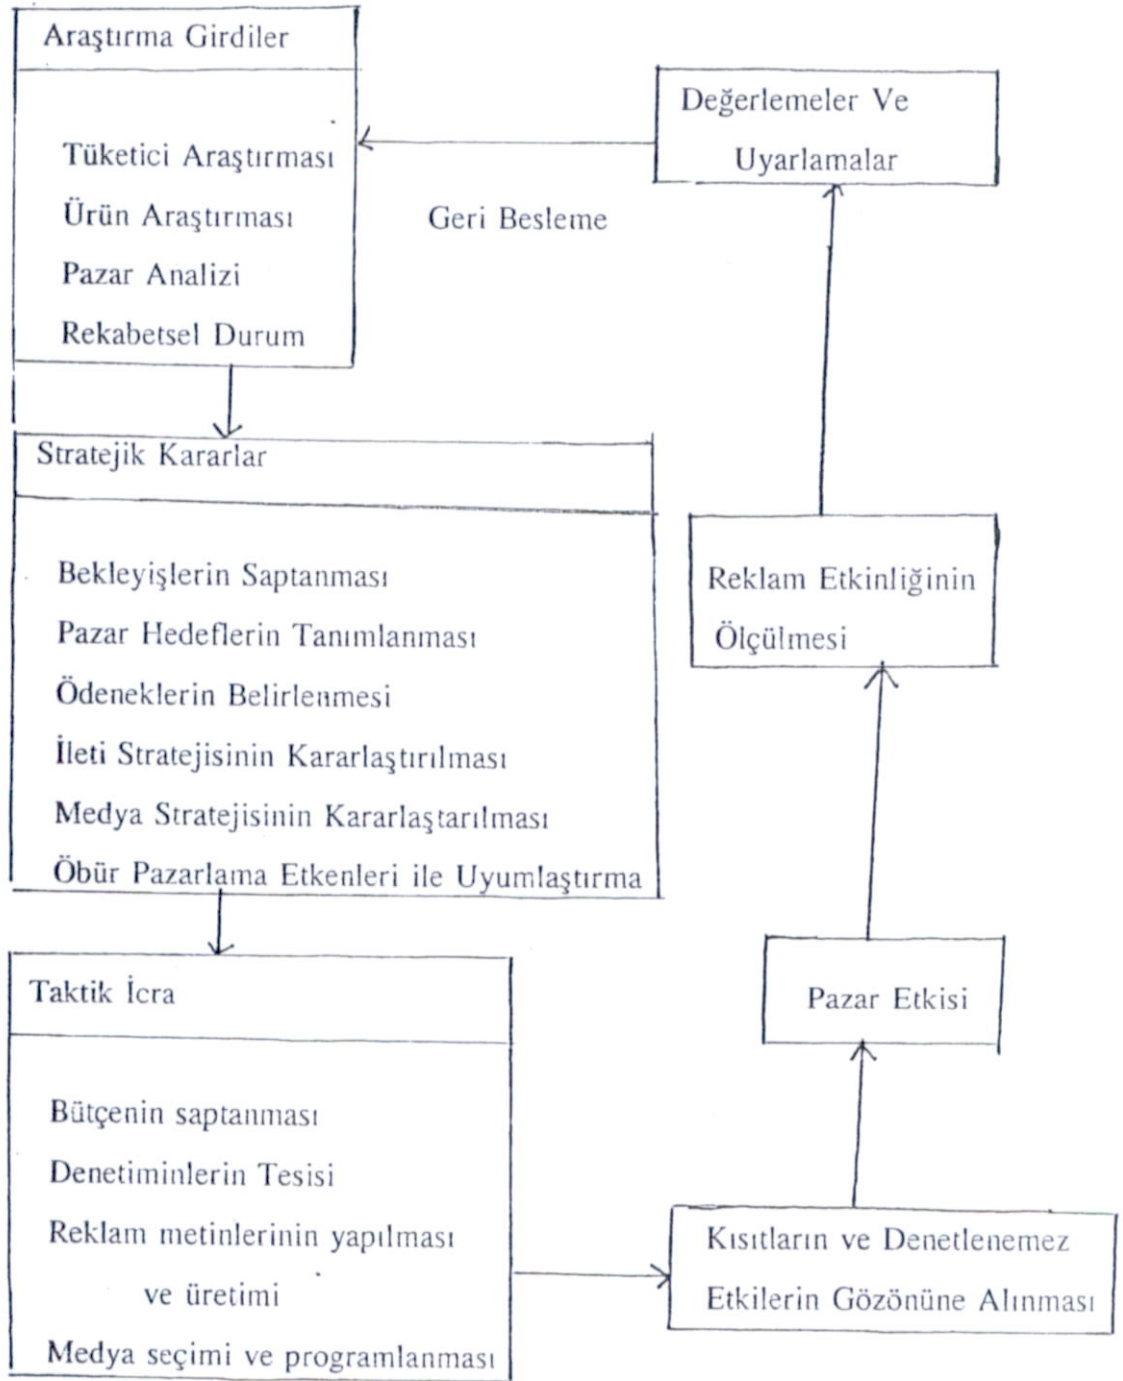 Araştırma Girdiler
Tüketici Araştırması
Ürün Araştırması
Pazar Analizi
Rekabetsel Durum
Değerlemeler Ve
Uyarlamalar
Geri Besleme
Stratejik Kararlar
Bekleyişlerin Saptanması
Pazar Hedeflerin Tanımlanması
Ödeneklerin Belirlenmesi
İleti Stratejisinin Kararlaştırılması
Medya Stratejisinin Kararlaştarılması
Öbür Pazarlama Etkenleri ile Uyumlaştırma
Reklam Etkinliğinin
Ölçülmesi
Pazar Etkisi
Taktik İcra
Bütçenin saptanması
Denetiminlerin Tesisi
Reklam metinlerinin yapılması
ve üretimi
Medya seçimi ve programlanması
Kısıtların ve Denetlenemez
Etkilerin Gözönüne Alınması